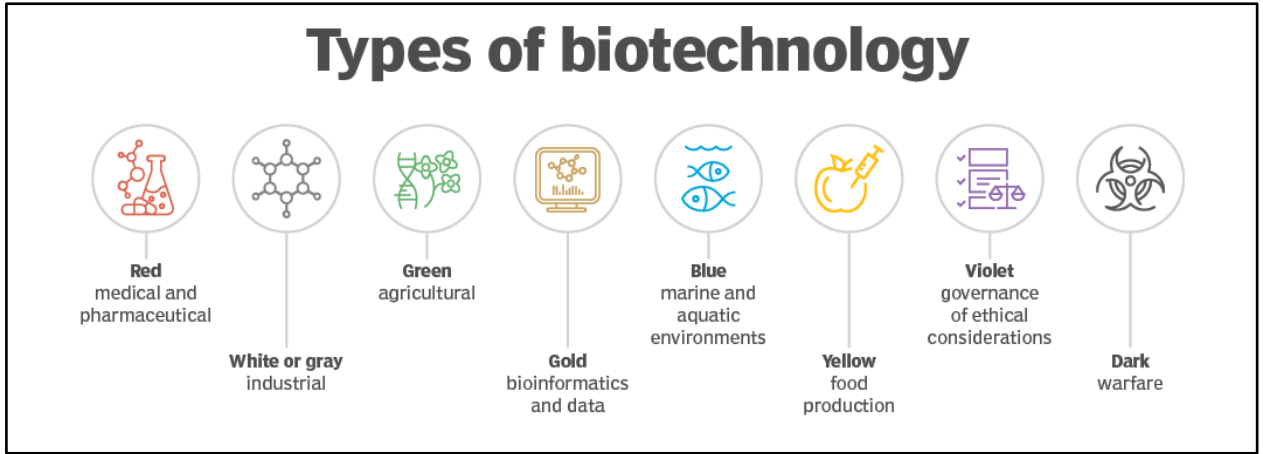 Types of biotechnology
Red
medical and
pharmaceutical
White or gray
industrial
Green
agricultural
Gold
bioinformatics
and data
Blue
marine and
aquatic
environments
Yellow
food
production
Violet
governance
of ethical
considerations
Dark
warfare